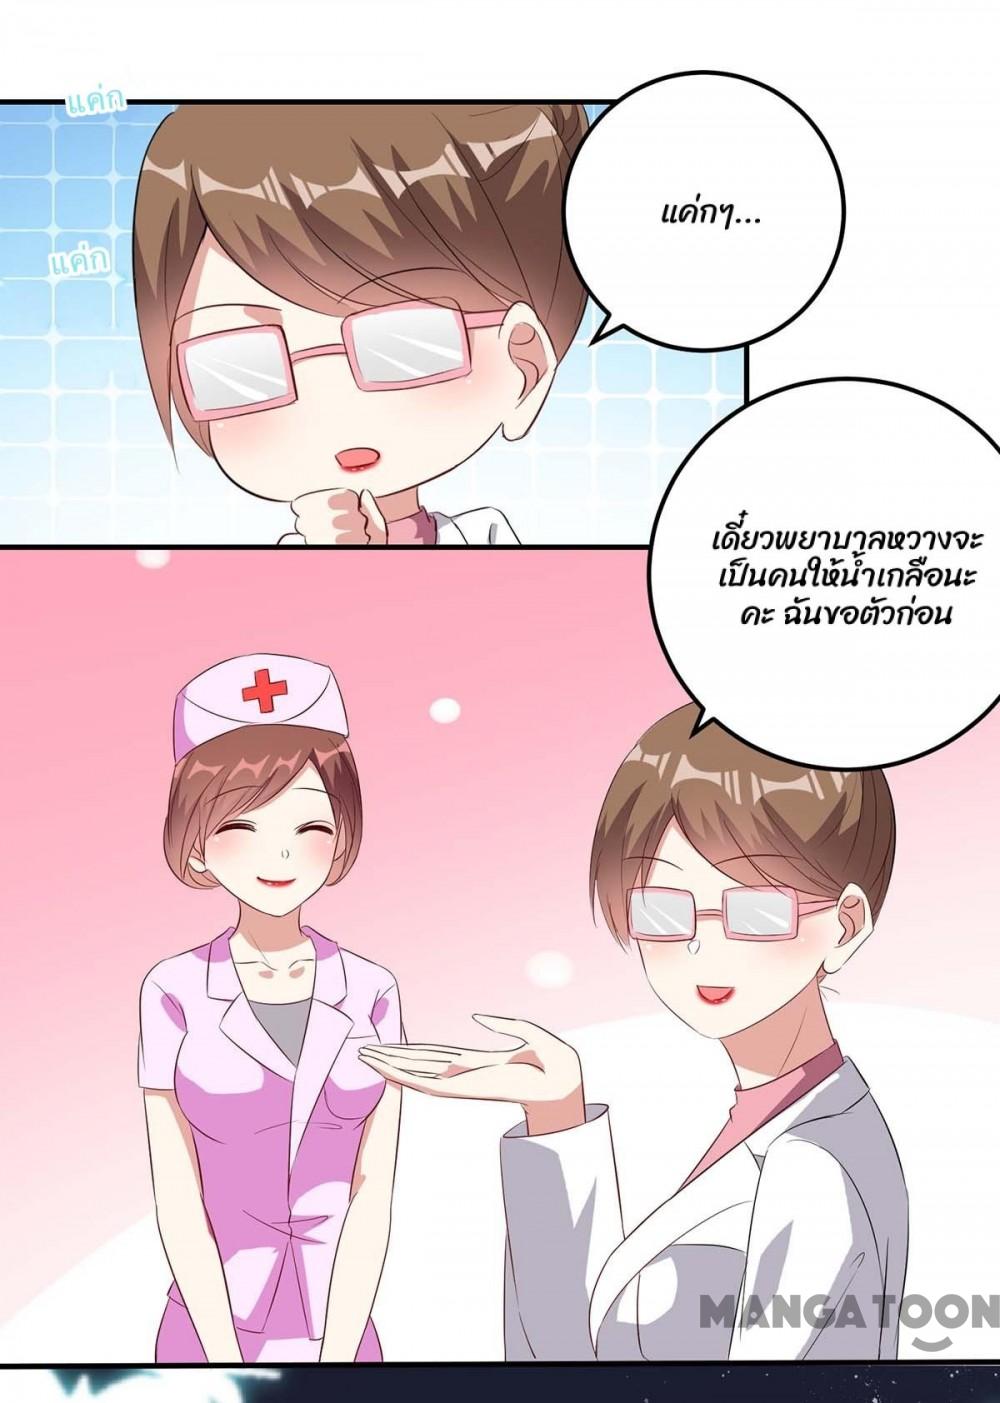 แค่ก
แค่กๆ...
แค่ก
เดี๋ยวพยาบาลหวางจะ
เป็นคนให้น้ำเกลือนะ
คะ ฉันขอตัวก่อน
MANGATOON